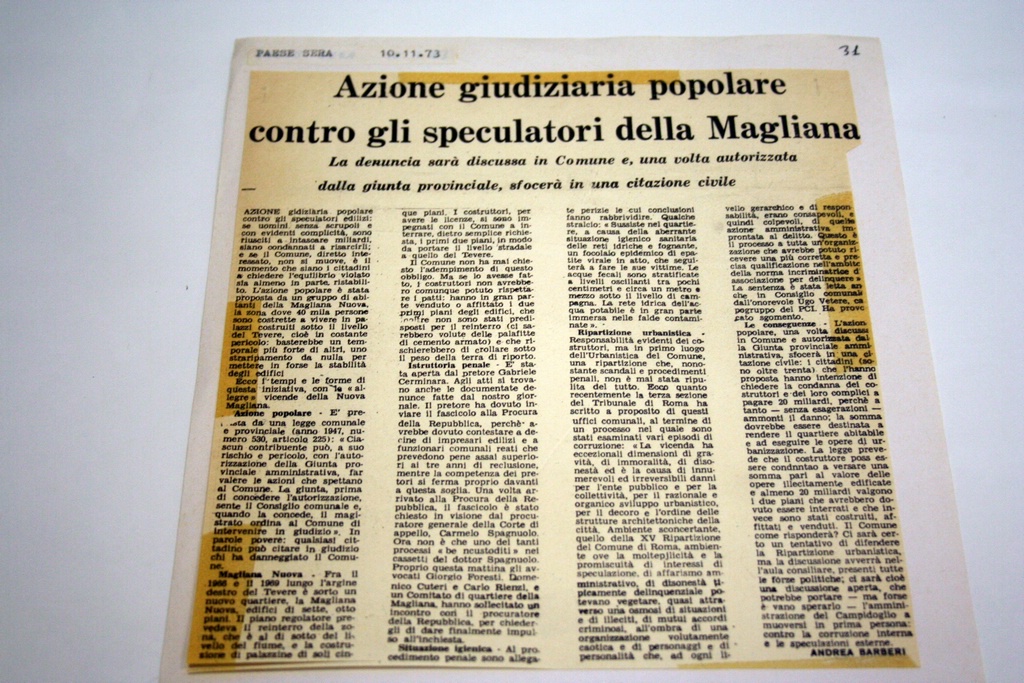 PAESE SERA 10.11.73
31
Azione giudiziaria popolare
contro gli speculatori della Magliana
La denuncia sarà discussa in Comune e, una volta autorizzata
dalla giunta provinciale, sfocerà in una citazione civile
AZIONE gidiziaria popolare
contro gli speculatori edilizi:
se uomini senza scrupoli e
con evidenti complicità, sono
riusciti a intascare miliardi,
siano condannati a risarcirli;
e se il Comune, diretto inte-
ressato, non si muove, è il
momento che siano i cittadini
a chiedere l'equilibrio violato
sia almeno in parte, ristabili-
to. L'azione popolare è stata
proposta da un gruppo di abi-
tanti della Magliana Nuova,
la zona dove 40 mila persone
sono costrette a vivere in pa-
lazzi costruiti sotto il livello
del Tevere, cioè in costante
pericolo: basterebbe un tem-
porale più forte di altri, uno
straripamento da nulla per
mettere in forse la stabilità
degli edifici
Ecco i tempi e le forme di
questa iniziativa, con le «al-
legre» vicende della Nuova
Magliana.
Azione popolare - E' pre-
sta da una legge comunale
e provinciale (anno 1947, nu-
mero 530, articolo 225): «Cia-
scun contribuente può, a suo
rischio e pericolo, con l'auto-
rizzazione della Giunta pro-
vinciale amministrativa, far
valere le azioni che spettano
al Comune. La giunta, prima
di concedere l'autorizzazione,
sente il Consiglio comunale e,
quando la concede, il magi-
strato ordina al Comune di
intervenire in giudizio». In
parole povere: qualsiasi cit-
tadino può citare in giudizio
chi ha danneggiato il Comu-
ne.
Magliana Nuova - Fra il
1966 e il 1969 lungo l'argine
destro del Tevere è sorto un
nuovo quartiere, la Magliana
Nuova, edifici di sette, otto
piani. Il piano regolatore pre-
vedeva il reinterro della zo-
na, che è al di sotto del li-
vello del fiume, e la costru-
zione di palazzine di soli cin-
que piani. I costruttori, per
avere le licenze, si sono im-
pegnati con il Comune a in-
terrare, dietro semplice richie-
sta, i primi due piani, in modo
da portare il livello stradale
a quello del Tevere.
Il Comune non ha mai chie-
sto l'adempimento di questo
obbligo. Ma se lo avesse fat-
to, i costruttori non avrebbe-
ro comunque potuto rispetta-
re i patti: hanno in gran par-
te venduto o affittato i due
primi piani degli edifici, che
re non sono stati predi-
sposti per il reinterro (ci sa-
rebbero volute delle palafitte
di cemento armato) e che ri-
schierebbero di crollare sotto
il peso della terra di riporto.
Istruttoria penale - E' sta-
ta aperta dal pretore Gabriele
Cerminara. Agli atti si trova-
no anche le documentate de-
nunce fatte dal nostro gior-
nale. Il pretore ha dovuto in-
viare il fascicolo alla Procura
della Repubblica, perchè a-
vrebbe dovuto contestare a de-
cine di impresari edilizi e a
funzionari comunali reati che
prevedono pene assai superio-
ri ai tre anni di reclusione,
mentre la competenza dei pre-
tori si ferma proprio davanti
a questa soglia. Una volta ar-
rivato alla Procura della Re-
pubblica, il fascicolo è stato
chiesto in visione dal procu-
ratore generale della Corte di
appello, Carmelo Spagnuolo.
Ora non è che uno dei tanti
processi «be ncustoditi» nei
cassetti del dottor Spagnuolo.
Proprio questa mattina gli av-
vocati Giorgio Foresti, Dome-
nico Cuteri e Carlo Rienzi, e
un Comitato di quartiere della
Magliana, hanno sollecitato un
incontro con il procuratore
della Repubblica, per chieder-
gli di dare finalmente impul-
so all'inchiesta.
Situazione igienica - Al pro-
cedimento penale sono allega-
te perizie le cui conclusioni
fanno rabbrividire. Qualche
stralcio: «Sussiste nel quartie-
re, a causa della aberrante
situazione igienico sanitaria
delle reti idriche e fognante,
un focolaio epidemico di epa-
tite virale in atto, che seguite-
rà a fare le sue vittime. Le
acque fecali sono stratificate
a livelli oscillanti tra pochi
centimetri e circa un metro e
mezzo sotto il livello di cam-
pagna. La rete idrica dell'ac-
qua potabile è in gran parte
immersa nelle falde contami-
nate».
Ripartizione urbanistica -
Responsabilità evidenti dei co-
struttori, ma in primo luogo
dell'Urbanistica del Comune,
una ripartizione che, nono-
stante scandali e procedimenti
penali, non è mai stata ripu-
lita del tutto. Ecco quanto
recentemente la terza sezione
del Tribunale di Roma ha
scritto a proposito di questi
uffici comunali, al termine di
un processo nel quale sono
stati esaminati vari episodi di
corruzione: «La vicenda ha
eccezionali dimensioni di gra-
vità, di immoralità, di diso-
nestà ed è la causa di innu-
merevoli ed irreversibili danni
per l'ente pubblico e per la
collettività, per il razionale e
organico sviluppo urbanistico,
per il decoro e l'ordine delle
strutture architettoniche della
città. Ambiente sconcertante,
quello della XV Ripartizione
del Comune di Roma, ambien-
te ove la molteplicità e la
promiscuità di interessi di
speculazione, di affarismo am-
ministrativo, di disonestà ti-
picamente delinquenziale po-
tevano vegetare, quasi attra-
verso una osmosi di situazioni
e di illeciti, di mutui accordi
criminosi, all'ombra di una
organizzazione volutamente
caotica e di personaggi e di
personalità che, ad ogni li-
vello gerarchico e di respon-
sabilità, erano consapevoli, e
quindi colpevoli, di quella
azione amministrativa im-
prontata al delitto. Questo è
il processo a tutta un'organiz-
zazione che avrebbe potuto ri-
cevere una più corretta e pre-
cisa qualificazione nell'ambito
della norma incriminatrice d'
associazione per delinquere».
La sentenza è stata letta an-
che in Consiglio comunale
dall'onorevole Ugo Vetere, ca-
pogruppo del PCI. Ha provo-
cato sgomento.
Le conseguenze - L'azione
popolare, una volta discussa
in Comune e autorizzata dalla
la Giunta provinciale ammi-
nistrativa, sfocerà in una ci-
tazione civile: i cittadini (so-
no oltre trenta) che l'hanno
proposta hanno intenzione di
chiedere la condanna dei co-
struttori e dei loro complici a
pagare 20 miliardi, perchè a
tanto — senza esagerazioni —
ammonti il danno; la somma
dovrebbe essere destinata a
rendere il quartiere abitabile
e ad eseguire le opere di ur-
banizzazione. La legge preve-
de che il costruttore poss es-
sere condnntao a versare una
somma pari al valore delle
opere illecitamente edificate
e almeno 20 miliardi valgono
i due piani che avrebbero do-
vuto essere interrati e che in-
vece sono stati costruiti, af-
fittati e venduti. Il Comune
come risponderà? Ci sarà cer-
to un tentativo di difendere
la Ripartizione urbanistica,
ma la discussione avverrà nel-
l'aula consiliare, presenti tutte
le forse politiche; ci sarà cioè
una discussione aperta, che
potrebbe portare — ma forse
è vano sperarlo — l'ammini-
strazione del Campidoglio a
muoversi in prima persona:
contro la corruzione interna
e la speculazioni esterne.
ANDREA BARBERI